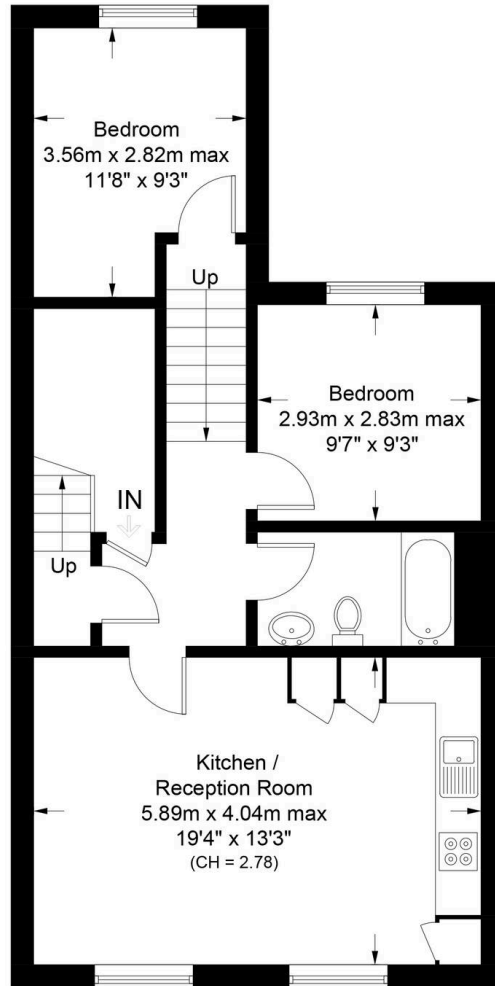 Bedroom
3.56m x 2.82m max
11'8" x 9'3"
Up
Bedroom
2.93m x 2.83m max
9'7" x 9'3"
IN
Up
Kitchen /
Reception Room
5.89m x 4.04m max
19'4" x 13'3"
(CH = 2.78)